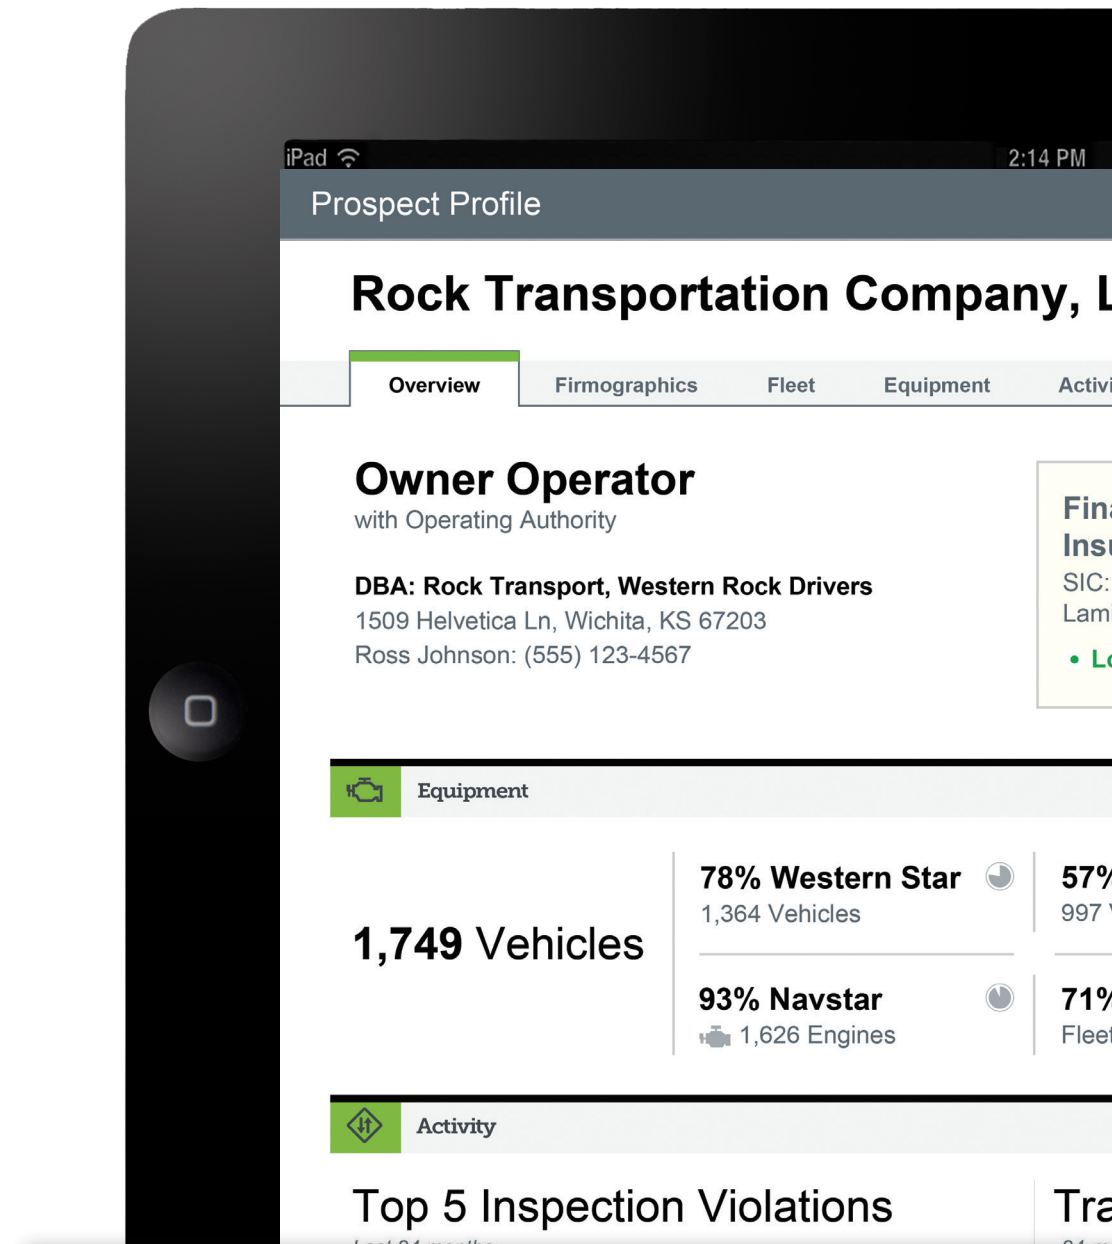 iPad 2:14 PM
Prospect Profile
Rock Transportation Company,
Overview Firmographics Fleet Equipment
Owner Operator
with Operating Authority
DBA: Rock Transport, Western Rock Drivers
1509 Helvetica Ln, Wichita, KS 67203
Ross Johnson: (555) 123-4567
SIC:
Equipment
1,749 Vehicles
78% Western Star
1,364 Vehicles
93% Navstar
1,626 Engines
57%
997
71%
Fleet
Activity
Top 5 Inspection Violations